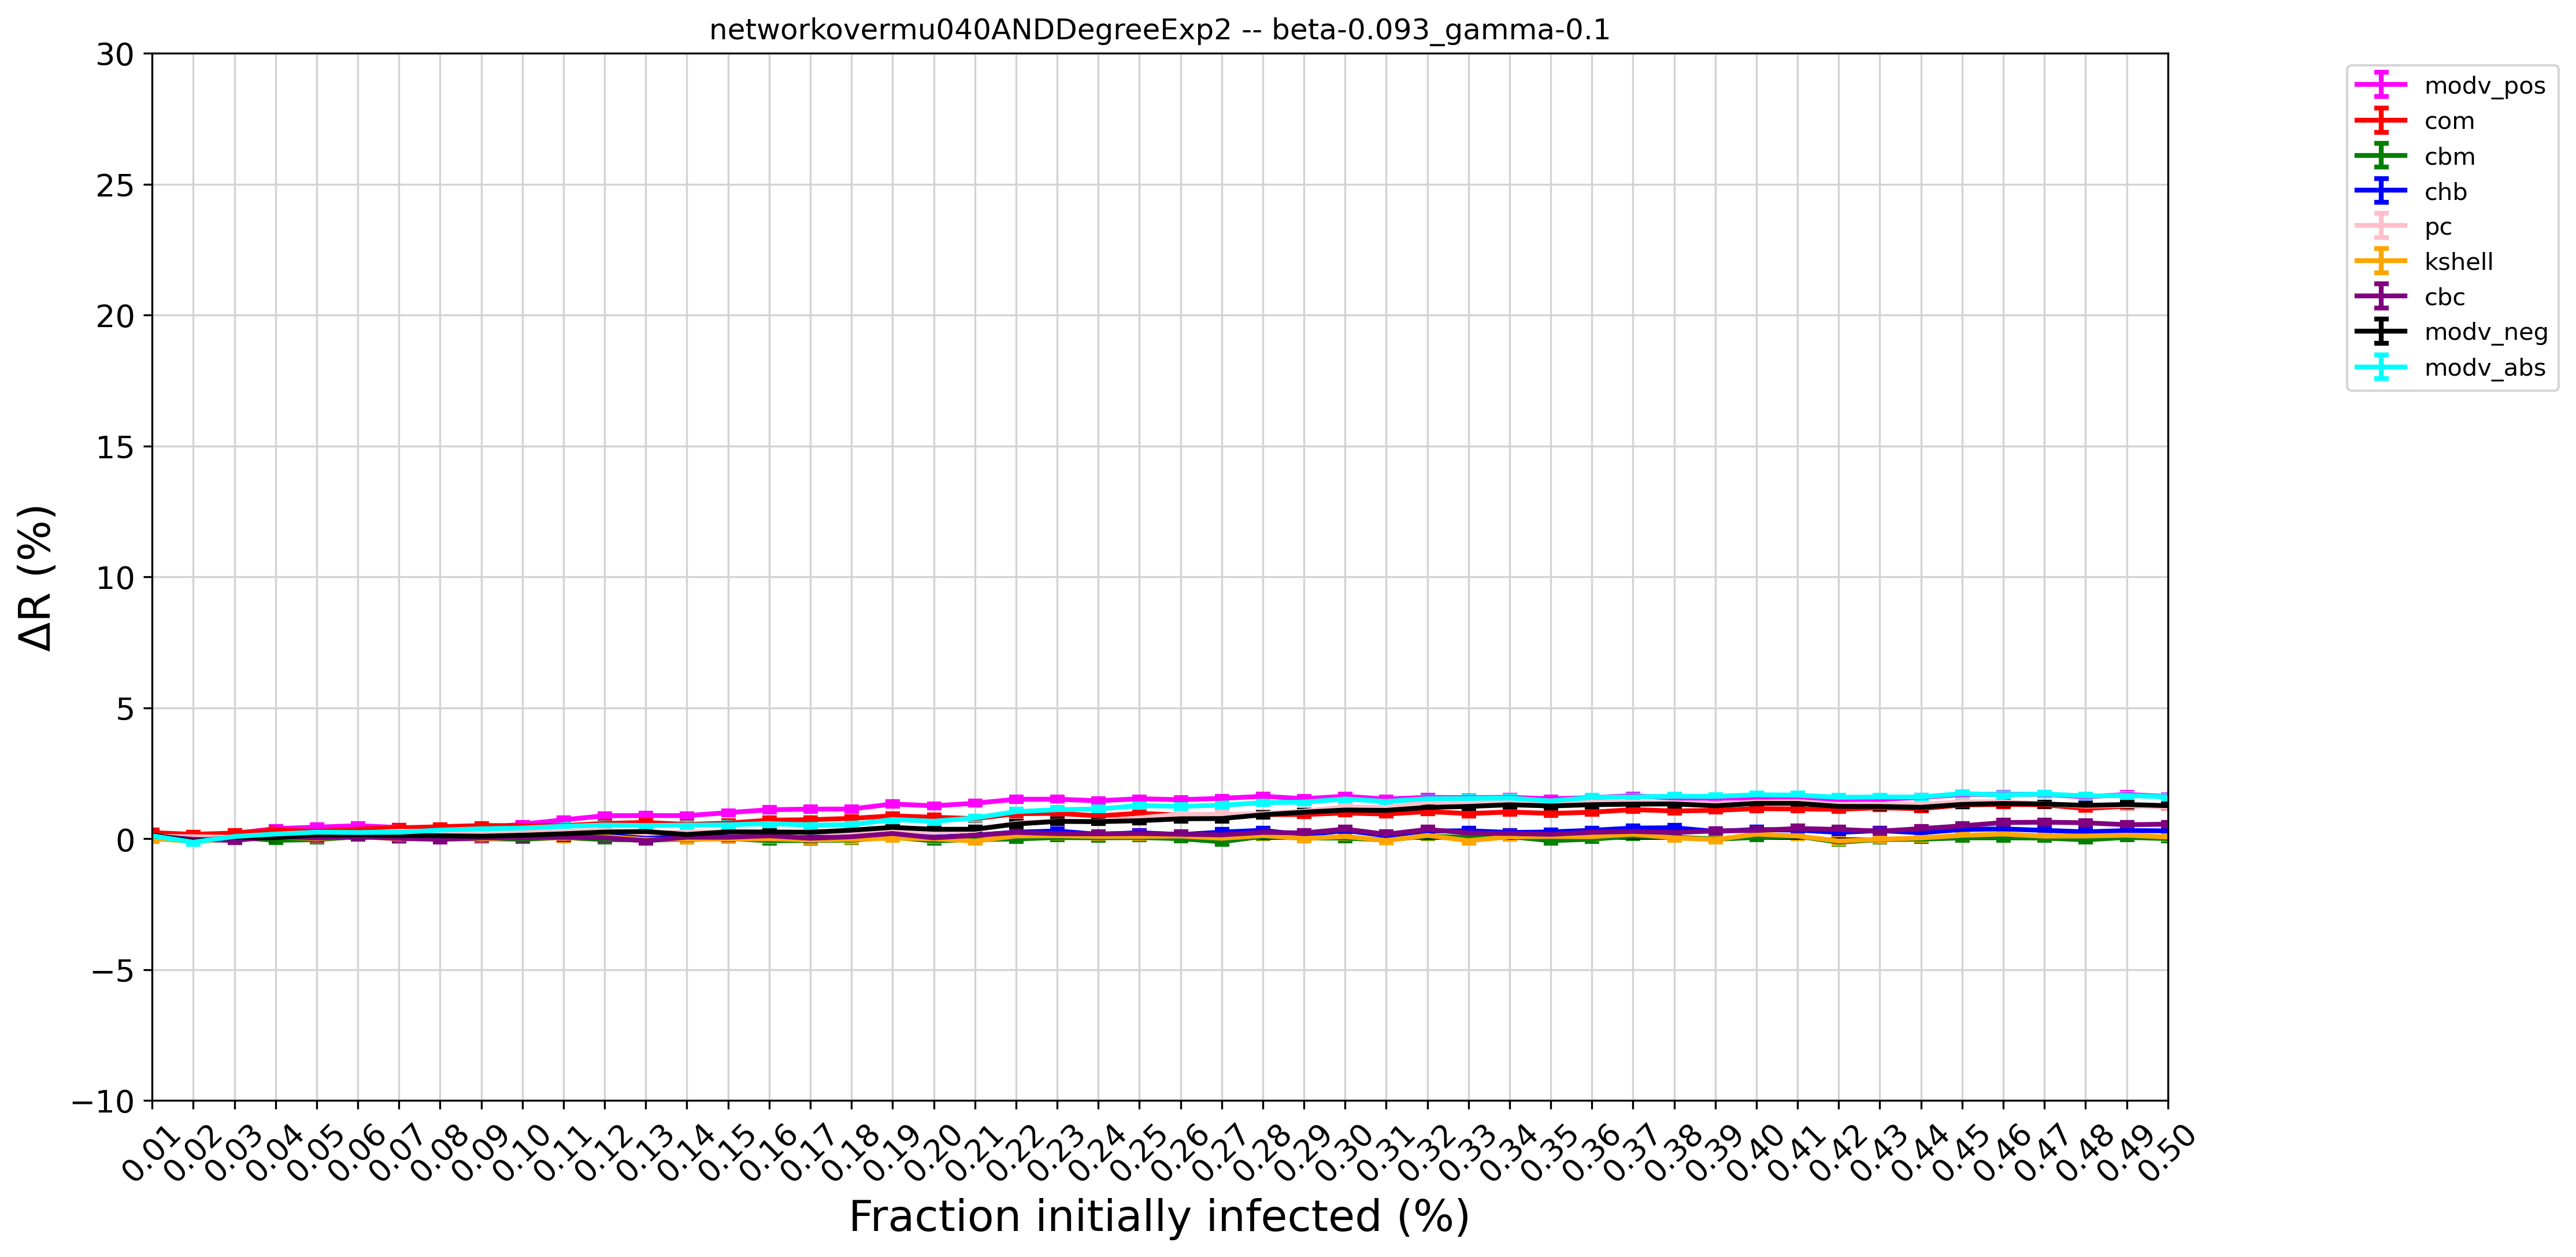 networkovermu040ANDDegreeExp2 -- beta-0.093_gamma-0.1
30
25
20
15
10
5
0
−5
−10
ΔR (%)
0.01 0.02 0.03 0.04 0.05 0.06 0.07 0.08 0.09 0.10 0.11 0.12 0.13 0.14 0.15 0.16 0.17 0.18 0.19 0.20 0.21 0.22 0.23 0.24 0.25 0.26 0.27 0.28 0.29 0.30 0.31 0.32 0.33 0.34 0.35 0.36 0.37 0.38 0.39 0.40 0.41 0.42 0.43 0.44 0.45 0.46 0.47 0.48 0.49 0.50
Fraction initially infected (%)
modv_pos
com
cbm
chb
pc
kshell
cbc
modv_neg
modv_abs